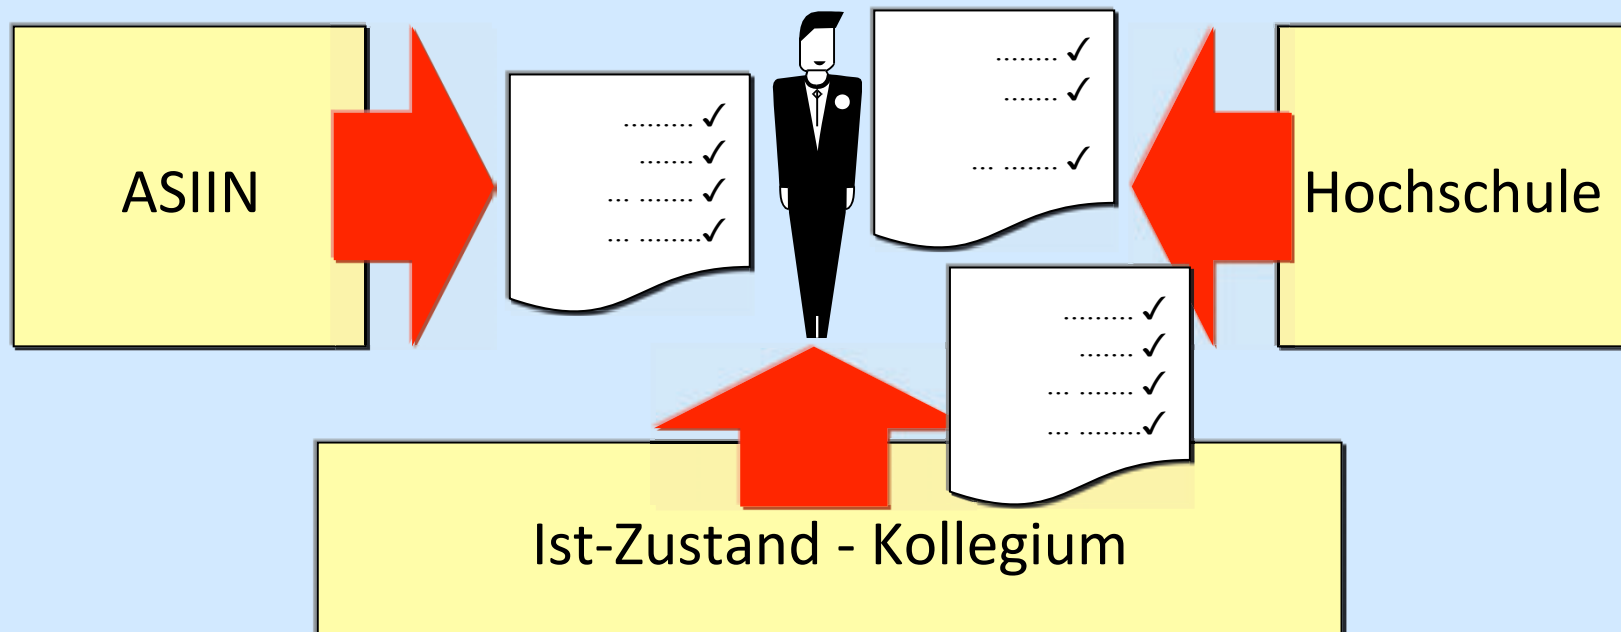 ASIIN
......... ✓
....... ✓
... ....... ✓
... ........✓
........ ✓
....... ✓
... ....... ✓
Hochschule
......... ✓
....... ✓
... ....... ✓
... ........✓
Ist-Zustand - Kollegium